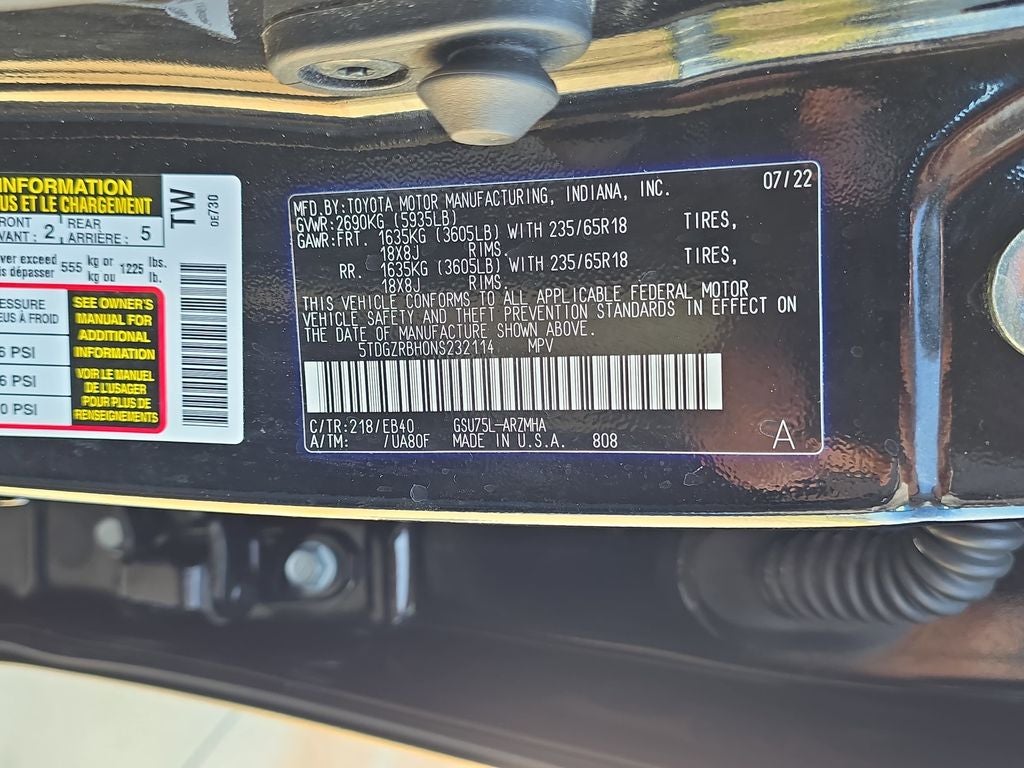 INFORMATION
US ET LE CHARGEMENT
FRONT
VANT : 2
REAR
ARRIÈRE : 5
ver exceed
is dépasser 555 kg or
kg ou 1225 lbs.
lb.
ESSURE
EUS À FROID
6 PSI
6 PSI
0 PSI
SEE OWNER'S
MANUAL FOR
ADDITIONAL
INFORMATION
VOIR LE MANUEL
DE L'USAGER
POUR PLUS DE
RENSEIGNEMENTS
TW
0E730
MFD.BY:TOYOTA MOTOR MANUFACTURING, INDIANA, INC. 07/22
GVWR:2690KG (5935LB)
GAWR:FRT. 1635KG (3605LB) WITH 235/65R18 TIRES,
18X8J RIMS.
RR. 1635KG (3605LB) WITH 235/65R18 TIRES,
18X8J RIMS.
THIS VEHICLE CONFORMS TO ALL APPLICABLE FEDERAL MOTOR
VEHICLE SAFETY AND THEFT PREVENTION STANDARDS IN EFFECT ON
THE DATE OF MANUFACTURE SHOWN ABOVE.
5TDGZRBH0NS232114 MPV
C/TR:218/EB40 GSU75L-ARZMHA
A/TM: /UA80F MADE IN U.S.A. 808 A